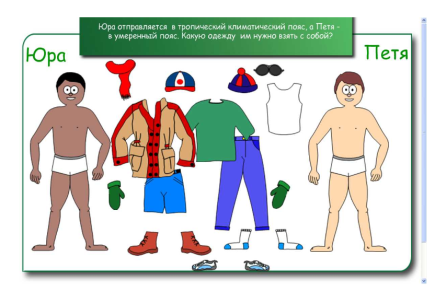 Юра отправляется в тропический климатический пояс, а Петя -
в умеренный пояс. Какую одежду им нужно взять с собой?
Юра
Петя